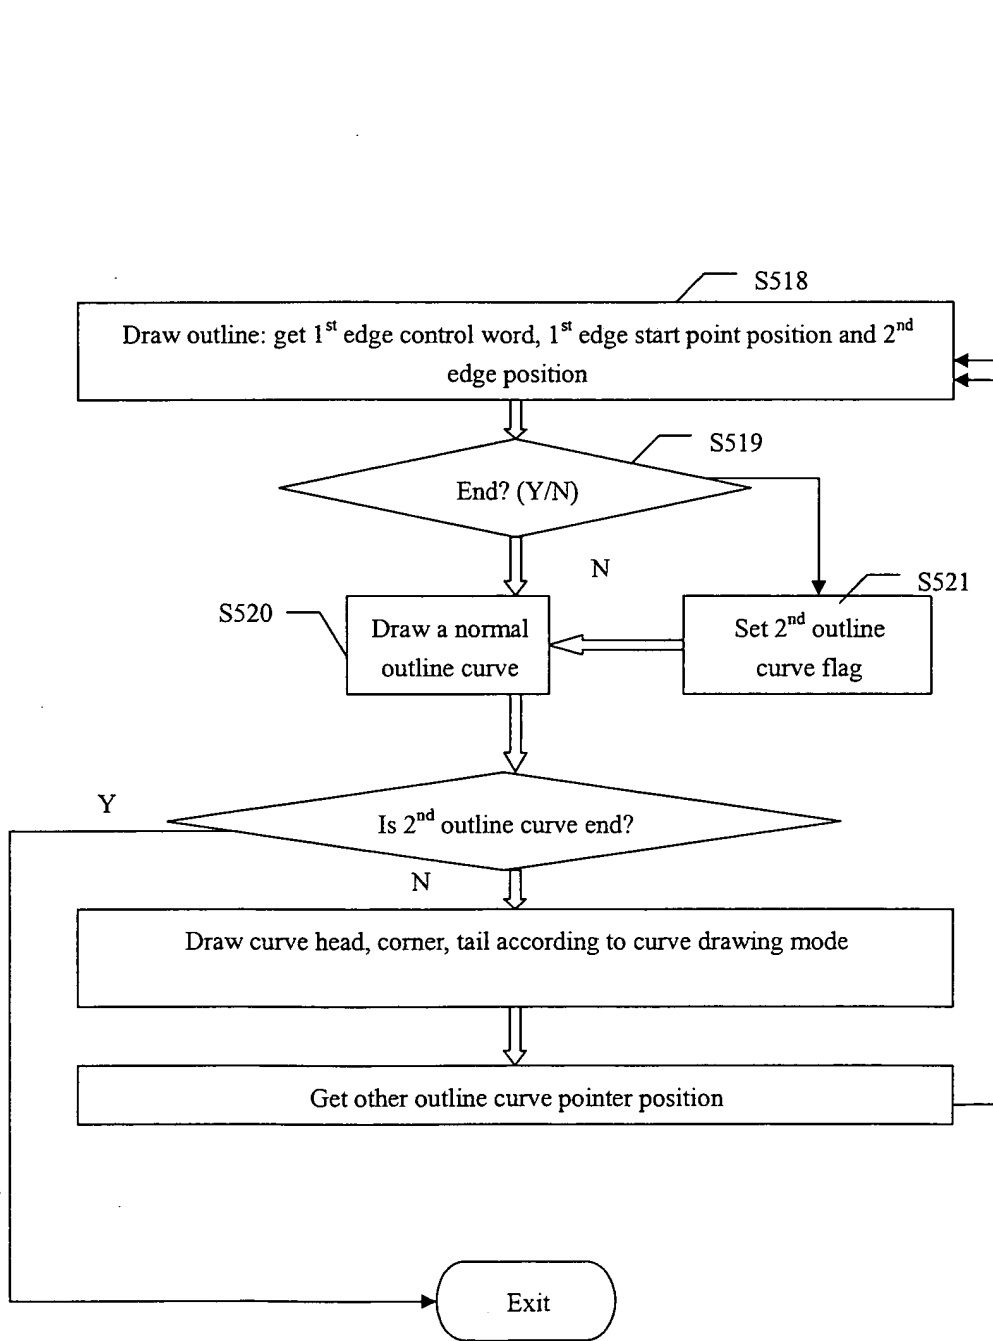 S518
Draw outline: get 1st edge control word, 1st edge start point position and 2nd
edge position
S519
End? (Y/N)
N
S521
S520
Draw a normal
outline curve
Set 2nd outline
curve flag
Y
Is 2nd outline curve end?
N
Draw curve head, corner, tail according to curve drawing mode
Get other outline curve pointer position
Exit